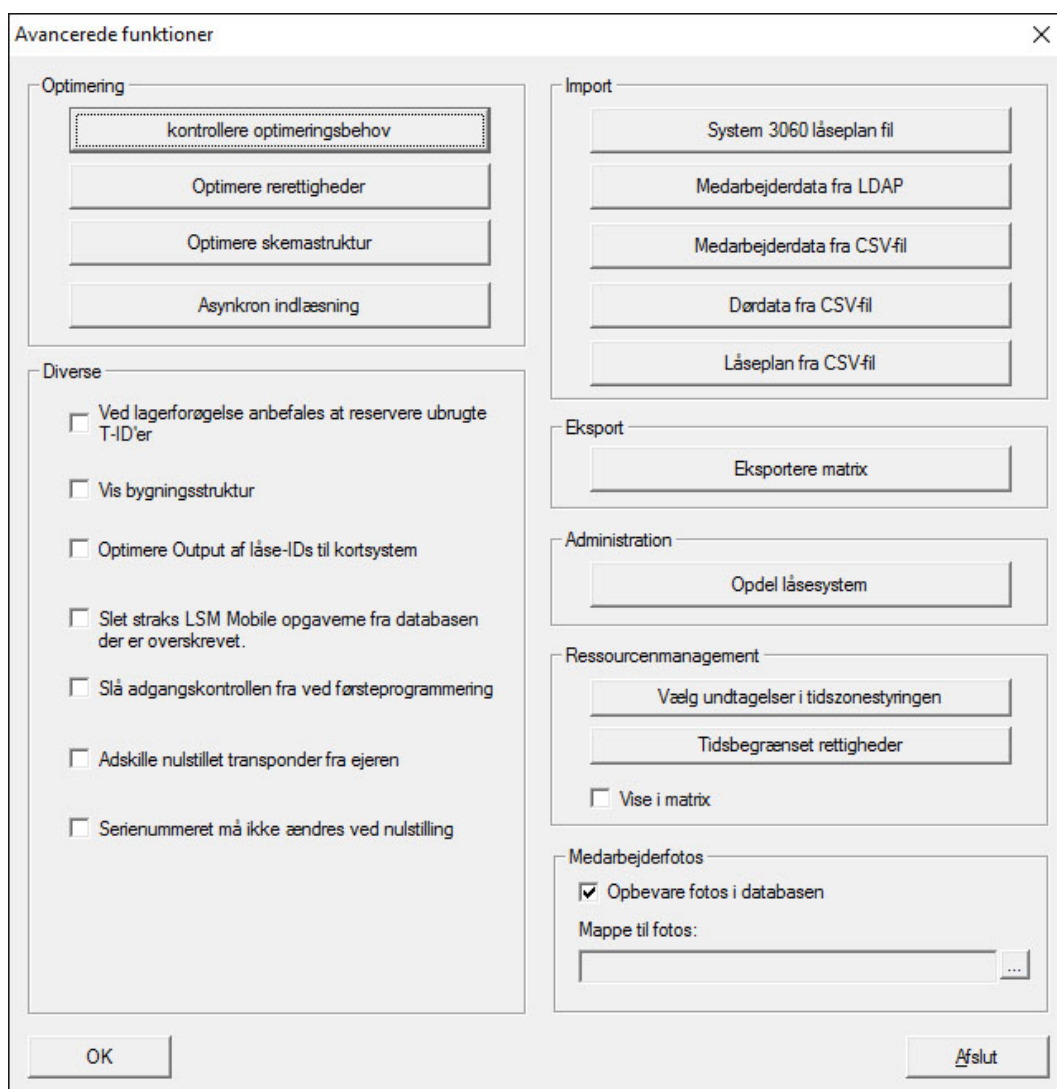 Avancerede funktioner
Optimering
kontrollere optimeringsbehov
Optimere rerettigheder
Optimere skemastruktur
Asynkron indlæsning
Diverse
Ved lagerforøgelse anbefales at reservere ubrugte
T-ID'er
Vis bygningsstruktur
Optimere Output af låse-IDs til kortsystem
Slet straks LSM Mobile opgaverne fra databasen
der er overskrevet.
Slå adgangskontrollen fra ved førsteprogrammering
Adskille nulstillet transponder fra ejeren
Serienummeret må ikke ændres ved nulstilling
Import
System 3060 låseplan fil
Medarbejderdata fra LDAP
Medarbejderdata fra CSV-fil
Dørdata fra CSV-fil
Låseplan fra CSV-fil
Eksport
Eksportere matrix
Administration
Opdel låsesystem
Ressourcenmanagement
Vælg undtagelser i tidszonestyringen
Tidsbegrænset rettigheder
Vise i matrix
Medarbejderfotos
Opbevare fotos i databasen
Mappe til fotos:
...
OK
Afslut